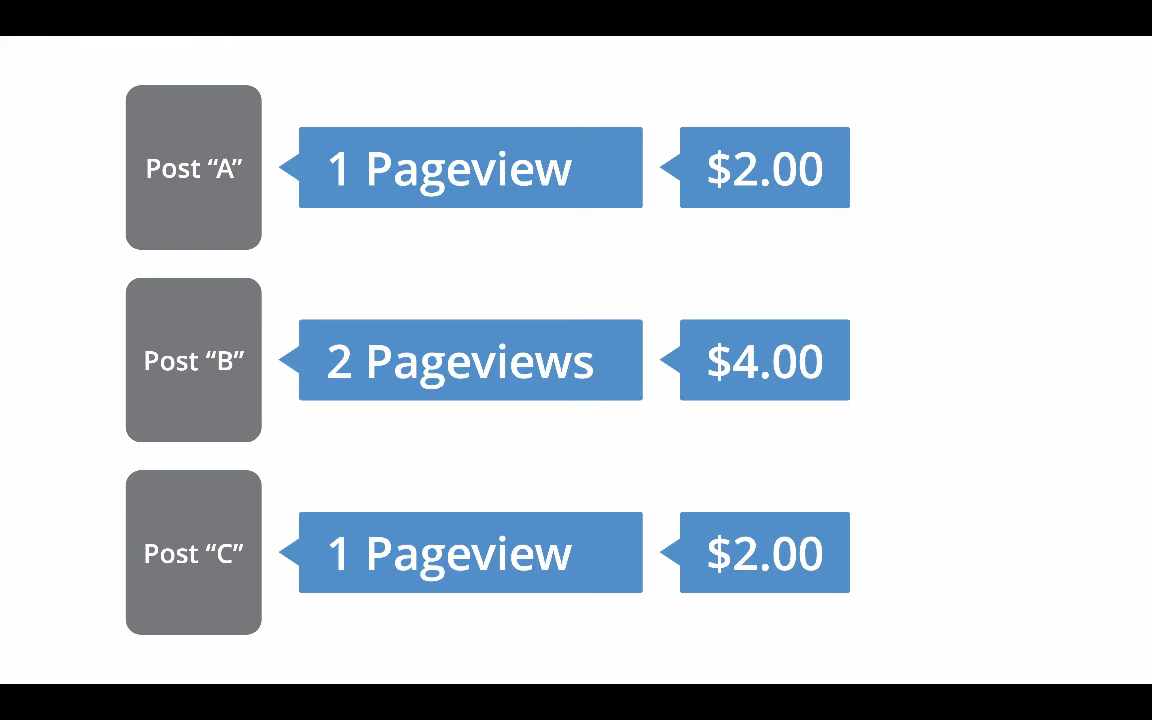 Post “A”
1 Pageview
$2.00
Post “B”
2 Pageviews
$4.00
Post “C”
1 Pageview
$2.00